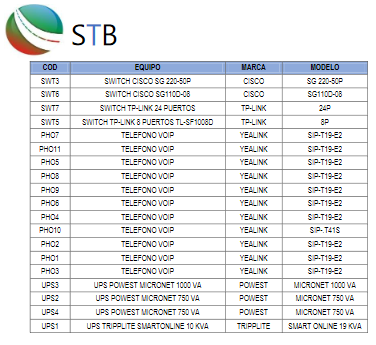 STB
COD EQUIPO MARCA MODELO
SWT3 SWITCH CISCO SG 220-50P CISCO SG 220-50P
SWT6 SWITCH CISCO SG110D-08 CISCO SG110D-08
SWT7 SWITCH TP-LINK 24 PUERTOS TP-LINK 24P
SWT5 SWITCH TP-LINK 8 PUERTOS TL-SF1008D TP-LINK 8P
PHO7 TELEFONO VOIP YEALINK SIP-T19-E2
PHO11 TELEFONO VOIP YEALINK SIP-T19-E2
PHO5 TELEFONO VOIP YEALINK SIP-T19-E2
PHO8 TELEFONO VOIP YEALINK SIP-T19-E2
PHO9 TELEFONO VOIP YEALINK SIP-T19-E2
PHO6 TELEFONO VOIP YEALINK SIP-T19-E2
PHO4 TELEFONO VOIP YEALINK SIP-T19-E2
PHO10 TELEFONO VOIP YEALINK SIP-.T41S
PHO2 TELEFONO VOIP YEALINK SIP-T19-E2
PHO1 TELEFONO VOIP YEALINK SIP-T19-E2
PHO3 TELEFONO VOIP YEALINK SIP-T19-E2
UPS3 UPS POWEST MICRONET 1000 VA POWEST MICRONET 1000 VA
UPS2 UPS POWEST MICRONET 750 VA POWEST MICRONET 750 VA
UPS4 UPS POWEST MICRONET 750 VA POWEST MICRONET 750 VA
UPS1 UPS TRIPPLITE SMARTONLINE 10 KVA TRIPPLITE SMART ONLINE 19 KVA